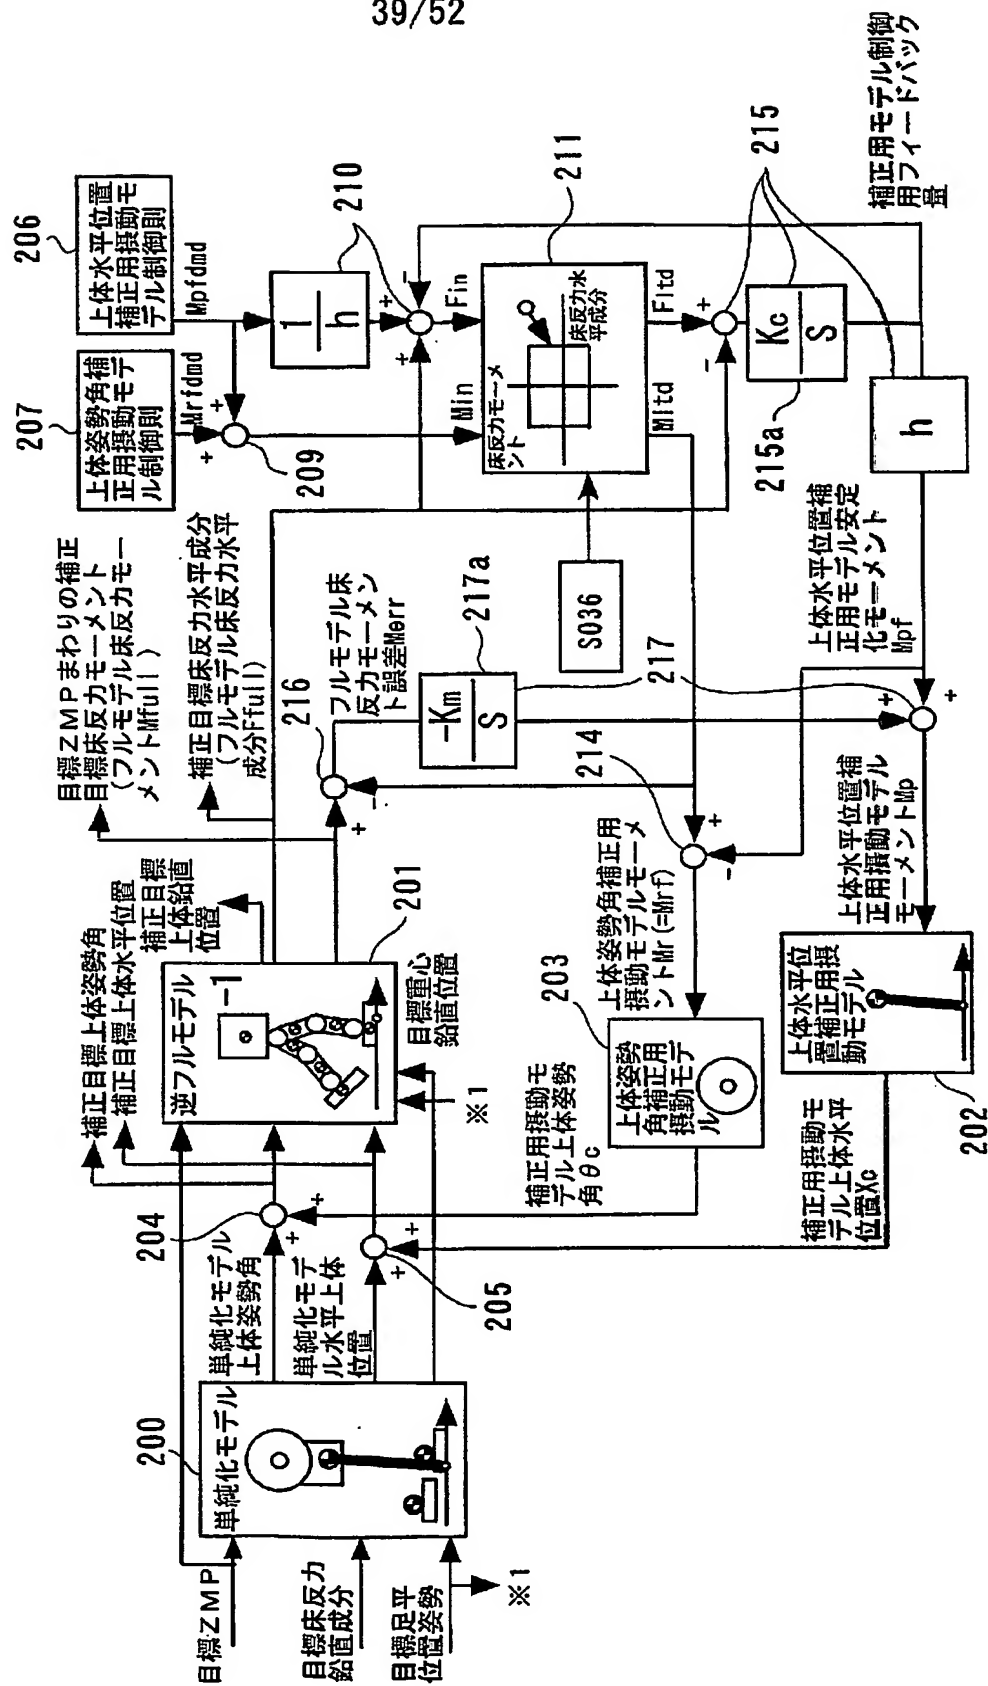 39/52
206
上体水平位置
補正用摂動モ
デル制御則
Mpfdmd
207
上体姿勢角補
正用摂動モデ
ル制御則
Mrfdmd
209
210
1
h
Fin
Min
211
床反力モーメ
ント
床反力水
平成分
Fltd
Mltd
215
Kc
S
215a
h
補正用モデル制御
用フィードバック
量
目標ZMPまわりの補正
目標床反力モーメント
(フルモデル床反力モー
メントMfull)
補正目標床反力水平成分
(フルモデル床反力水平
成分Ffull)
216
フルモデル床
反力モーメン
ト誤差Merr
217a
-Km
S
S036
217
214
上体水平位置補
正用モデル安定
化モーメント
Mpf
上体水平位置補
正用摂動モデル
モーメントMp
上体姿勢角補正用
摂動モデルモーメ
ントMr(=Mrf)
補正目標上体姿勢角
補正目標上体水平位置
補正目標
上体鉛直
位置
201
逆フルモデル
-1
目標重心
鉛直位置
※1
203
上体姿勢
角補正用
摂動モデ
ル
補正用摂動モ
デル上体姿勢
角θc
上体水平位
置補正用摂
動モデル
202
補正用摂動モ
デル上体水平
位置Xc
204
205
単純化モデル
上体姿勢角
単純化モデ
ル水平上体
位置
200
単純化モデル
目標ZMP
目標床反力
鉛直成分
目標足平
位置姿勢
※1